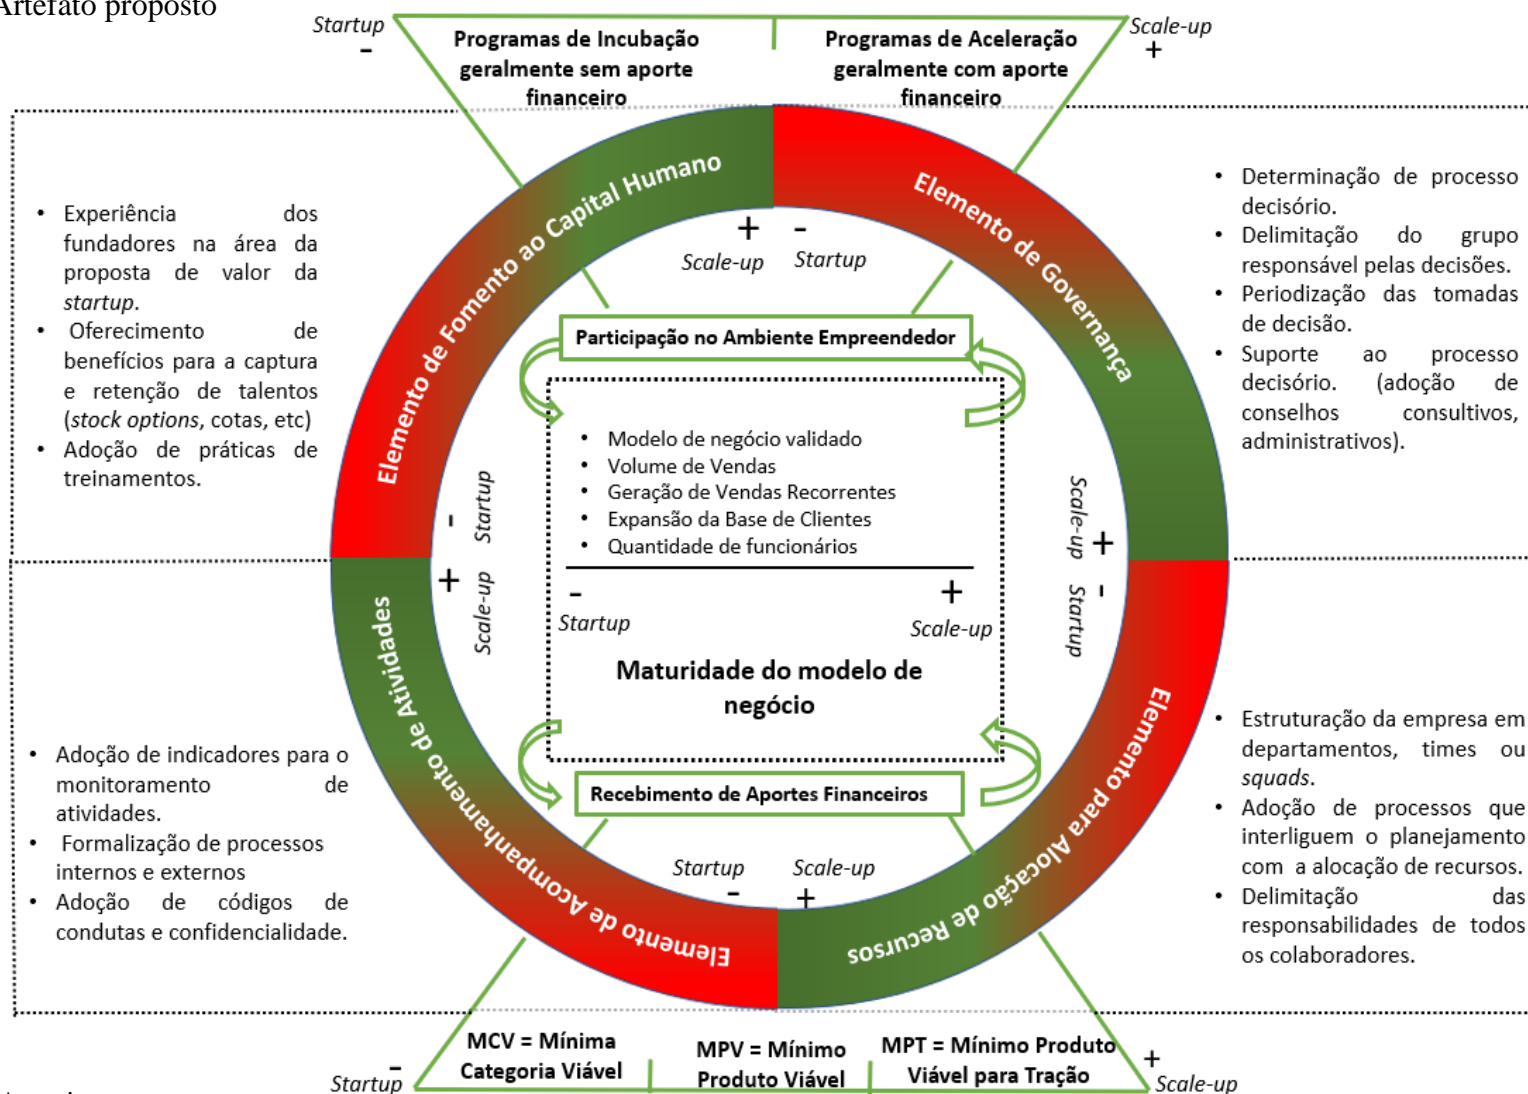 Artefato proposto
Startup
-
Scale-up
+
Programas de Incubação
geralmente sem aporte
financeiro
Programas de Aceleração
geralmente com aporte
financeiro
Elemento de Fomento ao Capital Humano
Elemento de Governança
• Experiência dos
fundadores na área da
proposta de valor da
startup.
• Oferecimento de
benefícios para a captura
e retenção de talentos
(stock options, cotas, etc)
• Adoção de práticas de
treinamentos.
• Determinação de processo
decisório.
• Delimitação do grupo
responsável pelas decisões.
• Periodização das tomadas
de decisão.
• Suporte ao processo
decisório. (adoção de
conselhos consultivos,
administrativos).
+
Scale-up
-
Startup
Participação no Ambiente Empreendedor
• Modelo de negócio validado
• Volume de Vendas
• Geração de Vendas Recorrentes
• Expansão da Base de Clientes
• Quantidade de funcionários
-
Startup
+
Scale-up
Maturidade do modelo de
negócio
-
Startup
+
Scale-up
Scale-up
+
Startup
-
Recebimento de Aportes Financeiros
Startup
-
Scale-up
+
Elemento de Acompanhamento de Atividades
Elemento para Alocação de Recursos
• Adoção de indicadores para o
monitoramento de
atividades.
• Formalização de processos
internos e externos
• Adoção de códigos de
condutas e confidencialidade.
• Estruturação da empresa em
departamentos, times ou
squads.
• Adoção de processos que
interliguem o planejamento
com a alocação de recursos.
• Delimitação das
responsabilidades de todos
os colaboradores.
-
Startup
MCV = Mínima
Categoria Viável
MPV = Mínimo
Produto Viável
MPT = Mínimo Produto
Viável para Tração
+
Scale-up